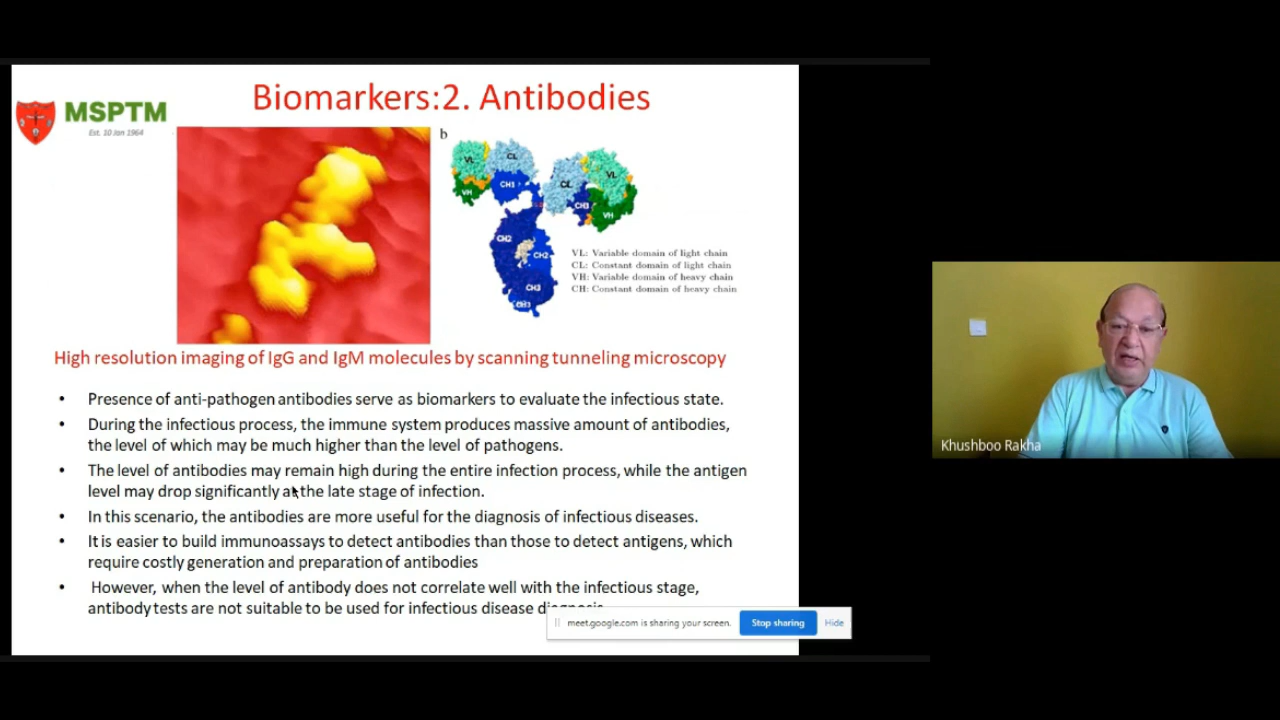 Biomarkers:2. Antibodies
MSPTM
Est. 10 Jan 1964
b
VL
CL
VH
CH1
CL
VL
CH1
VH
CH2
CH2
CH3
CH3
VL: Variable domain of light chain
CL: Constant domain of light chain
VH: Variable domain of heavy chain
CH: Constant domain of heavy chain
High resolution imaging of IgG and IgM molecules by scanning tunneling microscopy
• Presence of anti-pathogen antibodies serve as biomarkers to evaluate the infectious state.
• During the infectious process, the immune system produces massive amount of antibodies,
the level of which may be much higher than the level of pathogens.
• The level of antibodies may remain high during the entire infection process, while the antigen
level may drop significantly at the late stage of infection.
• In this scenario, the antibodies are more useful for the diagnosis of infectious diseases.
• It is easier to build immunoassays to detect antibodies than those to detect antigens, which
require costly generation and preparation of antibodies
• However, when the level of antibody does not correlate well with the infectious stage,
antibody tests are not suitable to be used for infectious disease diagnosis
meet.google.com is sharing your screen.
Stop sharing
Hide
Khushboo Rakha